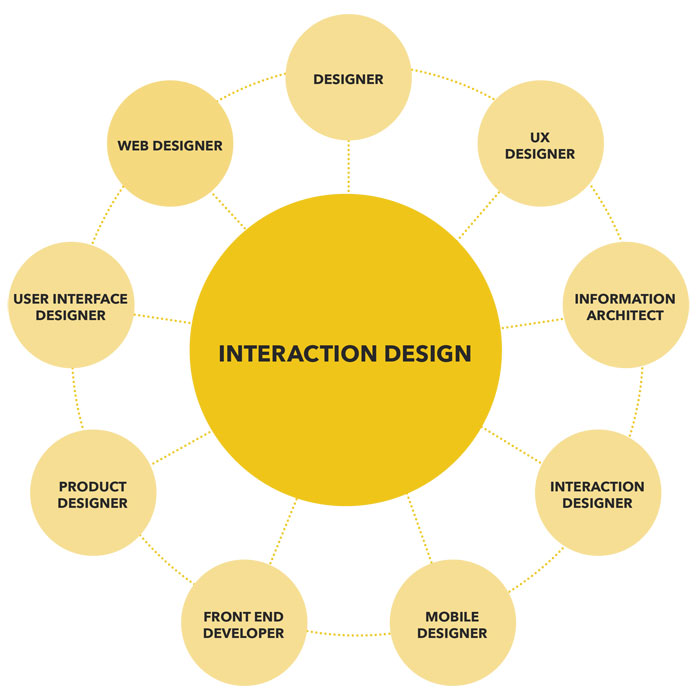 DESIGNER
UX
DESIGNER
INFORMATION
ARCHITECT
INTERACTION
DESIGNER
MOBILE
DESIGNER
FRONT END
DEVELOPER
PRODUCT
DESIGNER
USER INTERFACE
DESIGNER
WEB DESIGNER
INTERACTION DESIGN